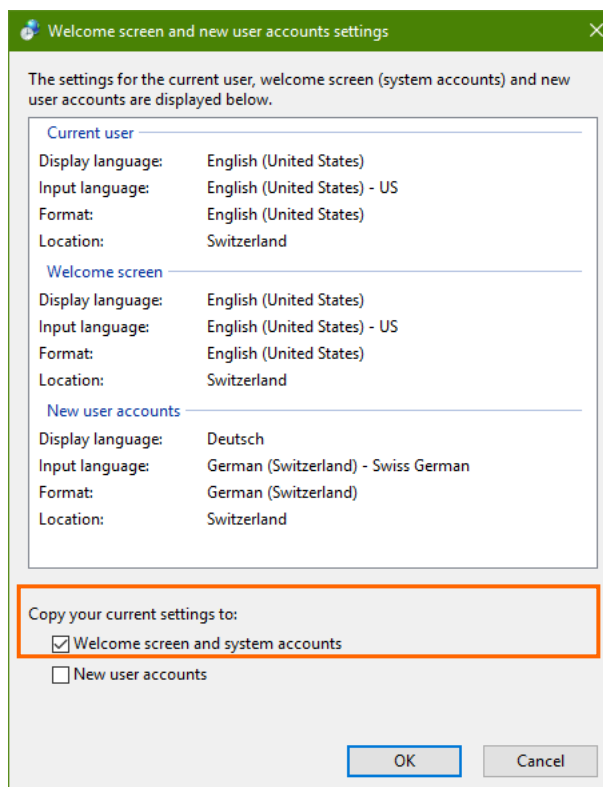 Welcome screen and new user accounts settings
The settings for the current user, welcome screen (system accounts) and new
user accounts are displayed below.
Current user
Display language: English (United States)
Input language: English (United States) - US
Format: English (United States)
Location: Switzerland
Welcome screen
Display language: English (United States)
Input language: English (United States) - US
Format: English (United States)
Location: Switzerland
New user accounts
Display language: Deutsch
Input language: German (Switzerland) - Swiss German
Format: German (Switzerland)
Location: Switzerland
Copy your current settings to:
Welcome screen and system accounts
New user accounts
OK Cancel